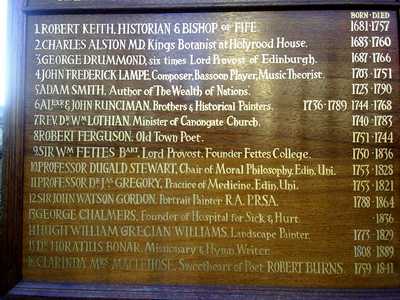 BORN · DIED
1. ROBERT KEITH, HISTORIAN & BISHOP OF FIFE. 1681-1757
2. CHARLES ALSTON M.D. Kings Botanist at Holyrood House. 1683-1760
3. GEORGE DRUMMOND, six times Lord Provost of Edinburgh. 1687-1766
4. JOHN FREDERICK LAMPE, Composer, Bassoon Player, Music Theorist. 1703-1751
5. ADAM SMITH, Author of The Wealth of Nations. 1723-1790
6. ALEXR & JOHN RUNCIMAN, Brothers & Historical Painters. 1736-1789 1744-1768
7. REV. DR WM LOTHIAN, Minister of Canongate Church. 1740-1783
8. ROBERT FERGUSON, Old Town Poet. 1751-1744
9. SIR WM FETTES BART, Lord Provost, Founder Fettes College. 1750-1836
10. PROFESSOR DUGALD STEWART, Chair of Moral Philosophy, Edin. Uni. 1753-1828
11. PROFESSOR DR JAS GREGORY, Practice of Medicine, Edin. Uni. 1753-1821
12. SIR JOHN WATSON GORDON, Portrait Painter R.A. P.R.S.A. 1788-1864
13. GEORGE CHALMERS, Founder of Hospital for Sick & Hurt. -1836
14. HUGH WILLIAM GRECIAN WILLIAMS, Landscape Painter. 1773-1829
15. DR HORATIUS BONAR, Missionary & Hymn Writer. 1808-1889
16. CLARINDA MRS MACLEHOSE, Sweetheart of Poet ROBERT BURNS. 1759-1841